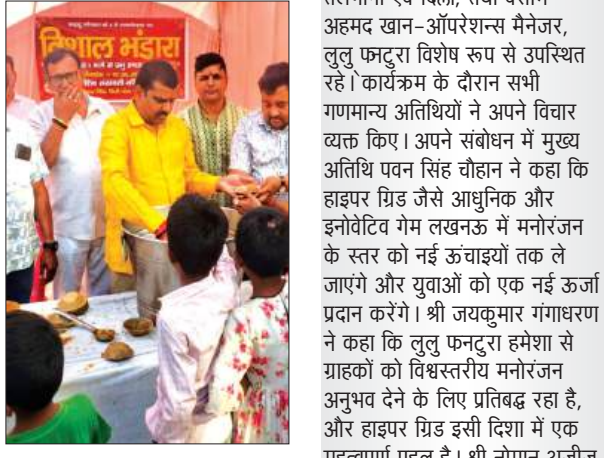 विशाल भंडारा
अहमद खान-ऑपरेशन्स मैनेजर,
लुलु फनटुरा विशेष रूप से उपस्थित
रहे। कार्यक्रम के दौरान सभी
गणमान्य अतिथियों ने अपने विचार
व्यक्त किए। अपने संबोधन में मुख्य
अतिथि पवन सिंह चौहान ने कहा कि
हाइपर ग्रिड जैसे आधुनिक और
इनोवेटिव गेम लखनऊ में मनोरंजन
के स्तर को नई ऊंचाइयों तक ले
जाएंगे और युवाओं को एक नई ऊर्जा
प्रदान करेंगे। श्री जयकुमार गंगाधरण
ने कहा कि लुलु फनटुरा हमेशा से
ग्राहकों को विश्वस्तरीय मनोरंजन
अनुभव देने के लिए प्रतिबद्ध रहा है,
और हाइपर ग्रिड इसी दिशा में एक